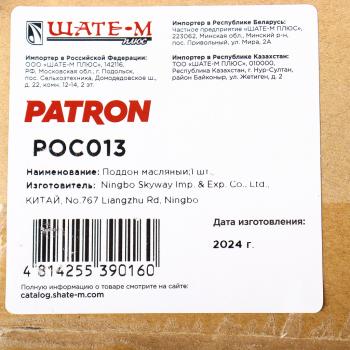 ШАТЕ-М
ПЛЮС
Импортер в Российской Федерации:
ООО «ШАТЕ-М ПЛЮС», 142116,
РФ, Московская обл., г. Подольск,
пос. Сельхозтехника, Домодедовское ш.,
д. 22, комн. 12-14, 2 эт.
Импортер в Республике Беларусь:
Частное предприятие «ШАТЕ-М ПЛЮС»,
223062, Минская обл., Минский р-н,
пос. Привольный, ул. Мира, 2А
Импортер в Республике Казахстан:
ТОО «ШАТЕ-М ПЛЮС», 010000,
Республика Казахстан, г. Нур-Султан,
район Байконыр, ул. Жетиген, д. 2
PATRON
POC013
Наименование: Поддон масляный;1 шт.,
Изготовитель: Ningbo Skyway Imp. & Exp. Co., Ltd.,
КИТАЙ, No.767 Liangzhu Rd, Ningbo
Дата изготовления:
2024 г.
4 814255 390160
Подробнее о товаре на сайте
catalog.shate-m.com